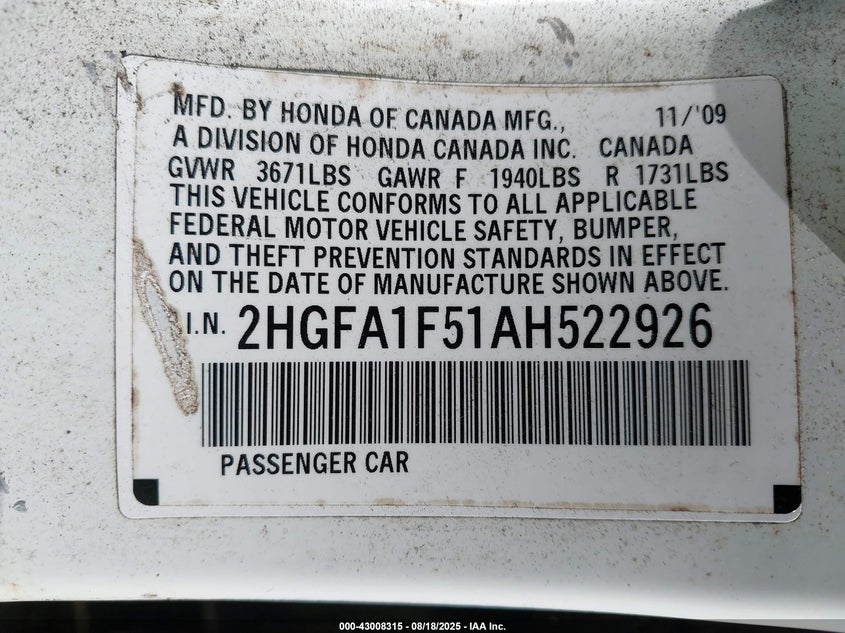 MFD. BY HONDA OF CANADA MFG., 11/'09
A DIVISION OF HONDA CANADA INC. CANADA
GVWR 3671LBS GAWR F 1940LBS R 1731LBS
THIS VEHICLE CONFORMS TO ALL APPLICABLE
FEDERAL MOTOR VEHICLE SAFETY, BUMPER,
AND THEFT PREVENTION STANDARDS IN EFFECT
ON THE DATE OF MANUFACTURE SHOWN ABOVE.
I.N. 2HGFA1F51AH522926
PASSENGER CAR
000-43008315 - 08/18/2025 - IAA Inc.